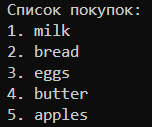 Список покупок:
1. milk
2. bread
3. eggs
4. butter
5. apples